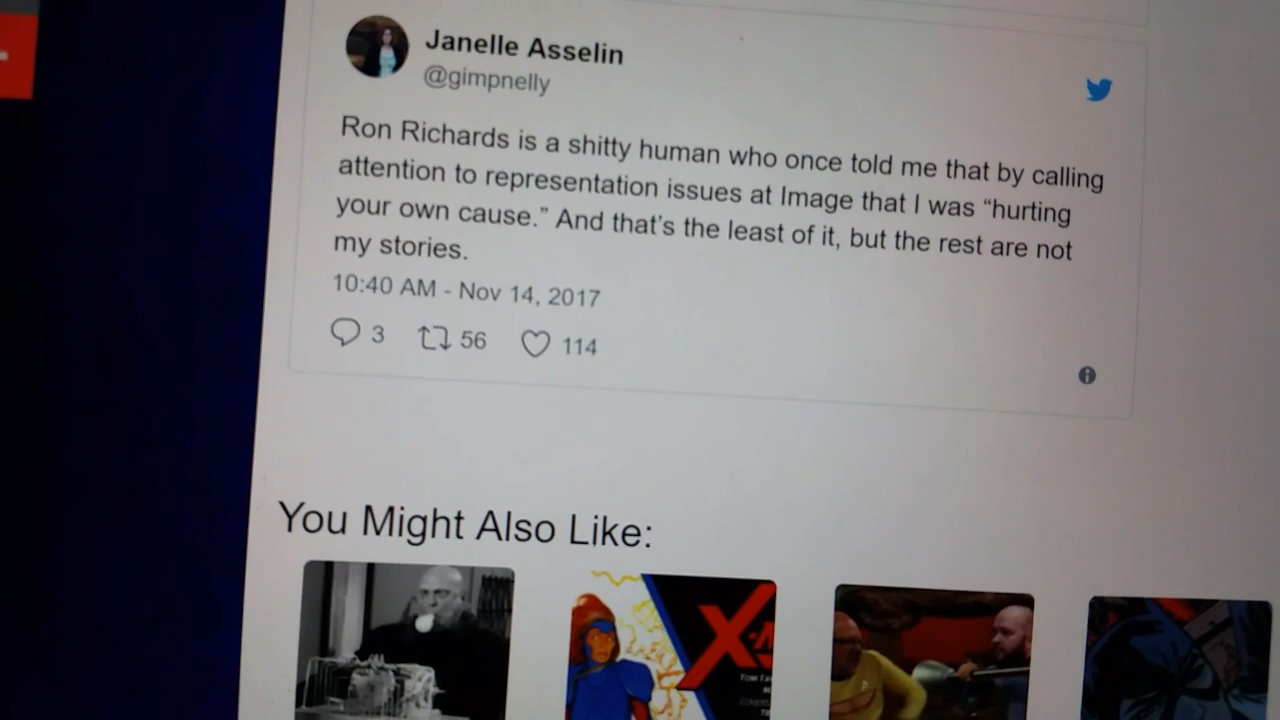 Janelle Asselin
@gimpnelly
Ron Richards is a shitty human who once told me that by calling
attention to representation issues at Image that I was “hurting
your own cause.” And that’s the least of it, but the rest are not
my stories.
10:40 AM - Nov 14, 2017
3 56 114
You Might Also Like:
X-M
TOM